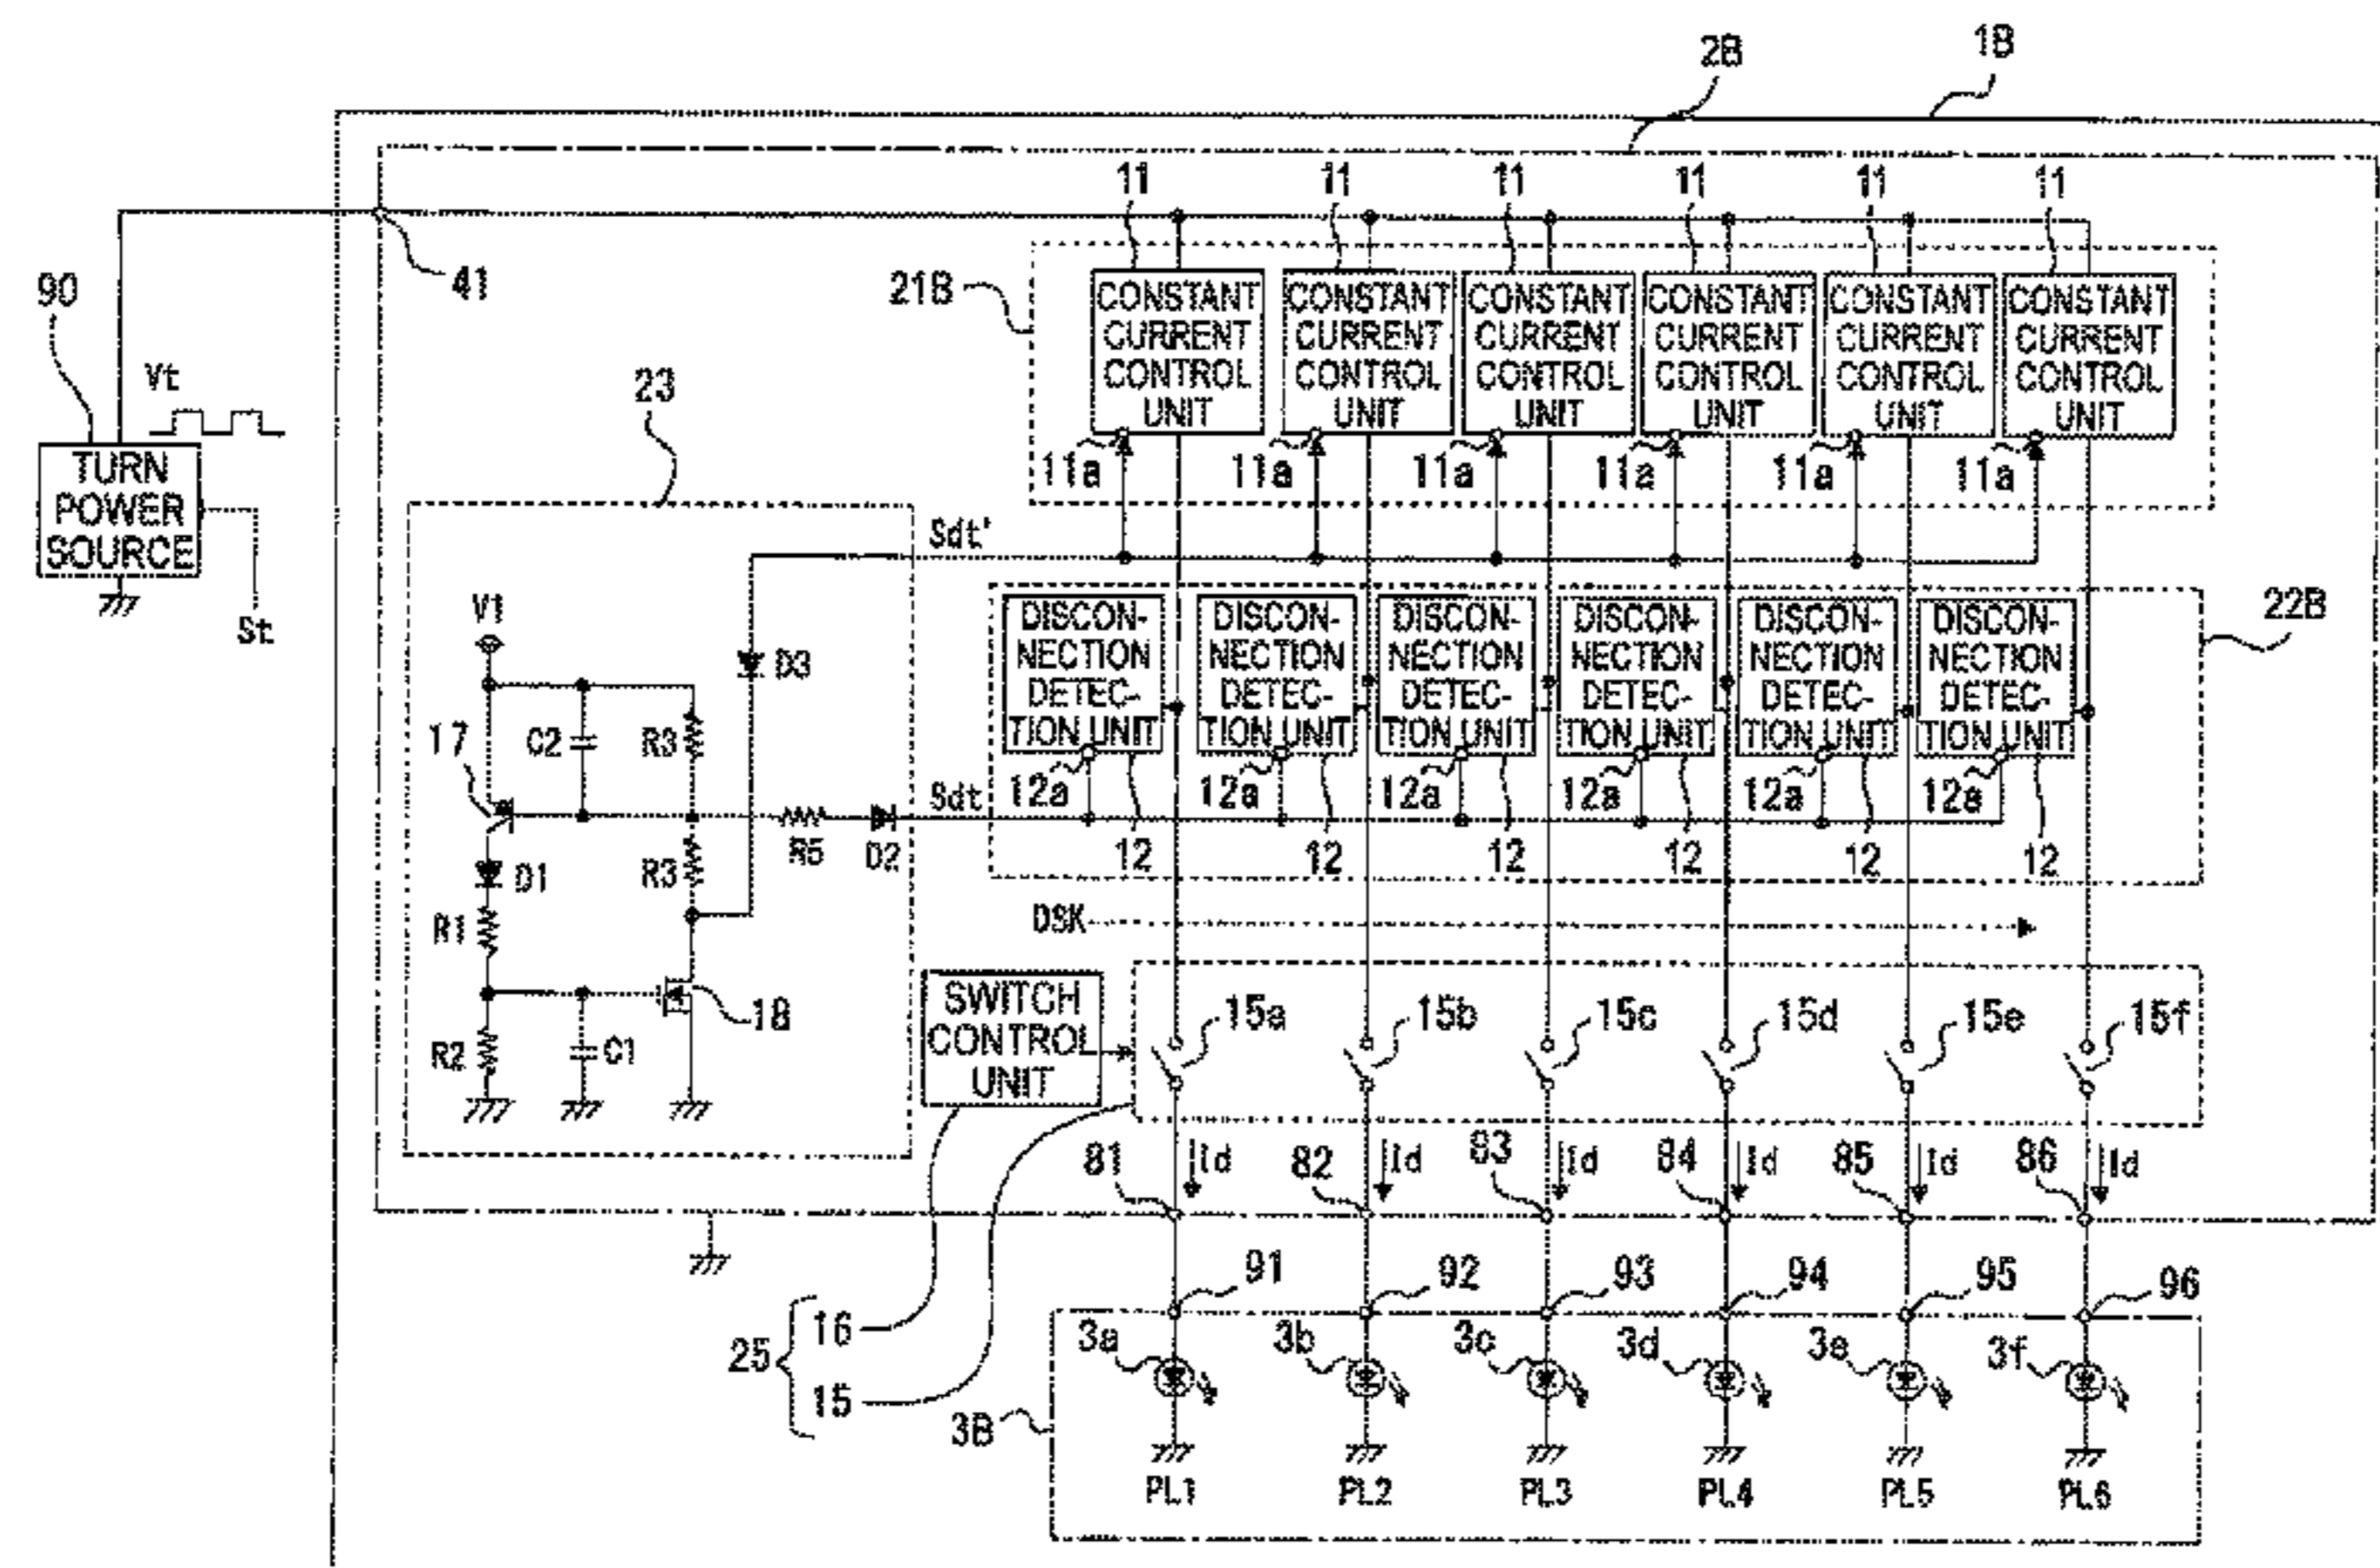 1B
2B
11 11 11 11 11 11
41
90
21B
CONSTANT CURRENT CONTROL UNIT
CONSTANT CURRENT CONTROL UNIT
CONSTANT CURRENT CONTROL UNIT
CONSTANT CURRENT CONTROL UNIT
CONSTANT CURRENT CONTROL UNIT
CONSTANT CURRENT CONTROL UNIT
Vt
23
11a 11a 11a 11a 11a 11a
TURN
POWER
SOURCE
St
Sdt'
V1
22B
DISCON-
NECTION
DETEC-
TION UNIT
DISCON-
NECTION
DETEC-
TION UNIT
DISCON-
NECTION
DETEC-
TION UNIT
DISCON-
NECTION
DETEC-
TION UNIT
DISCON-
NECTION
DETEC-
TION UNIT
DISCON-
NECTION
DETEC-
TION UNIT
D3
17 C2 R3
12a 12a 12a 12a 12a 12a
Sdt
D1 R3 R5 D2
12 12 12 12 12 12
R1
DSK
SWITCH
CONTROL
UNIT
18
15a 15b 15c 15d 15e 15f
R2 C1
81 Id 82 Id 83 Id 84 Id 85 Id 86 Id
91 92 93 94 95 96
25 16
15
3a 3b 3c 3d 3e 3f
3B
PL1 PL2 PL3 PL4 PL5 PL6